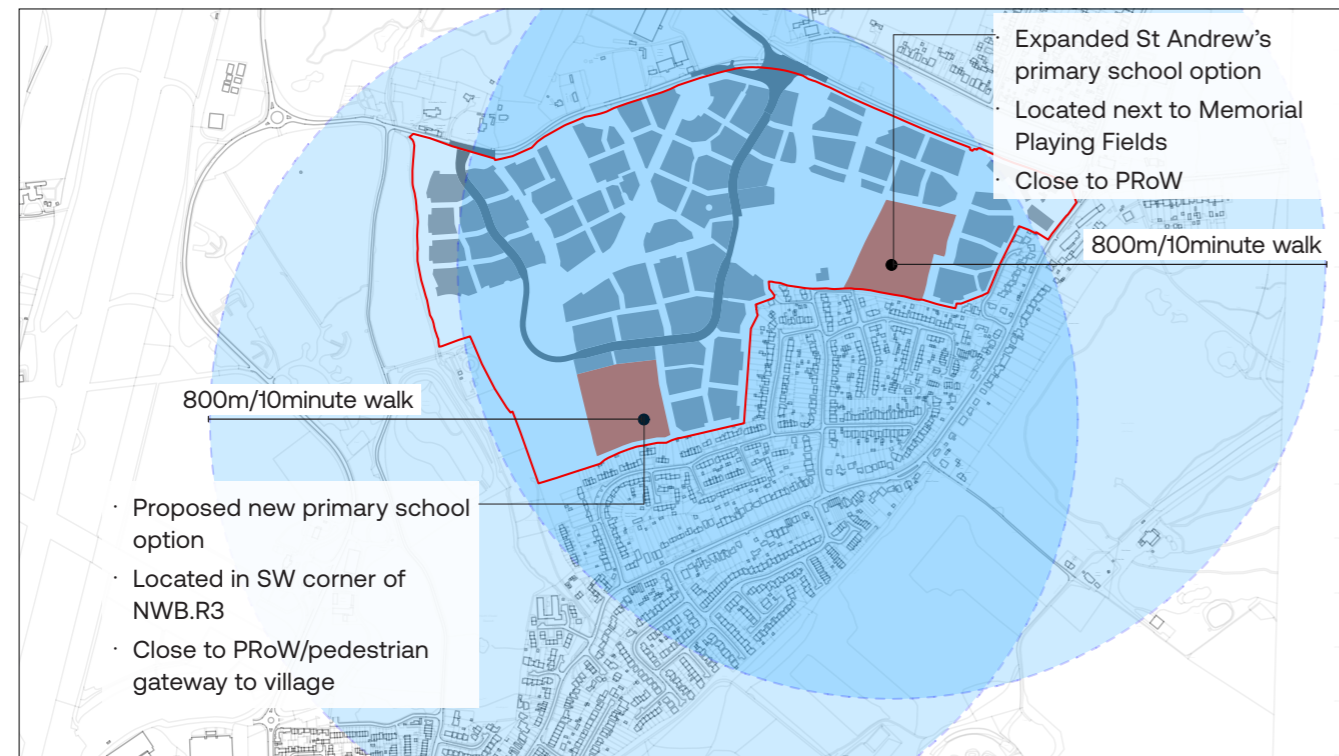 · Expanded St Andrew’s
primary school option
· Located next to Memorial
Playing Fields
· Close to PRoW
800m/10minute walk
800m/10minute walk
· Proposed new primary school
option
· Located in SW corner of
NWB.R3
· Close to PRoW/pedestrian
gateway to village